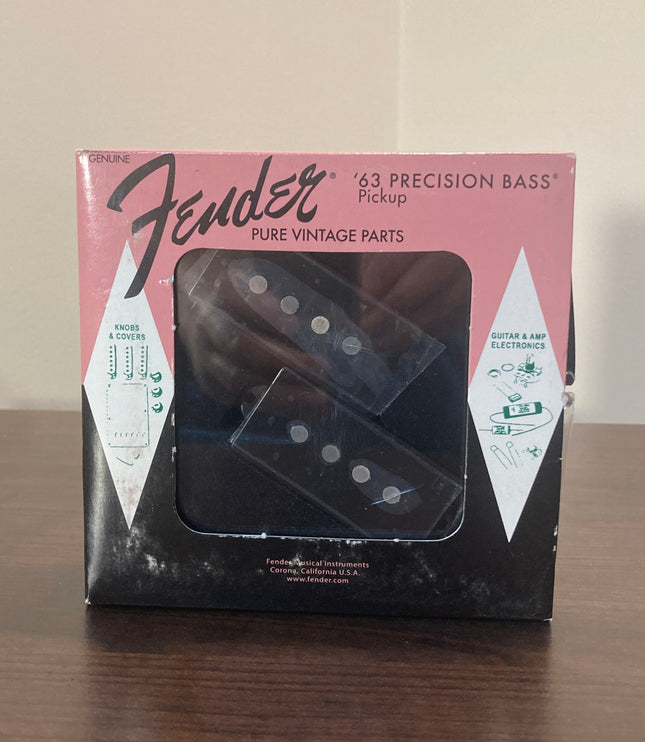 GENUINE
Fender®
'63 PRECISION BASS®
Pickup
PURE VINTAGE PARTS
KNOBS
& COVERS
GUITAR & AMP
ELECTRONICS
Fender Musical Instruments
Corona, California U.S.A.
www.fender.com